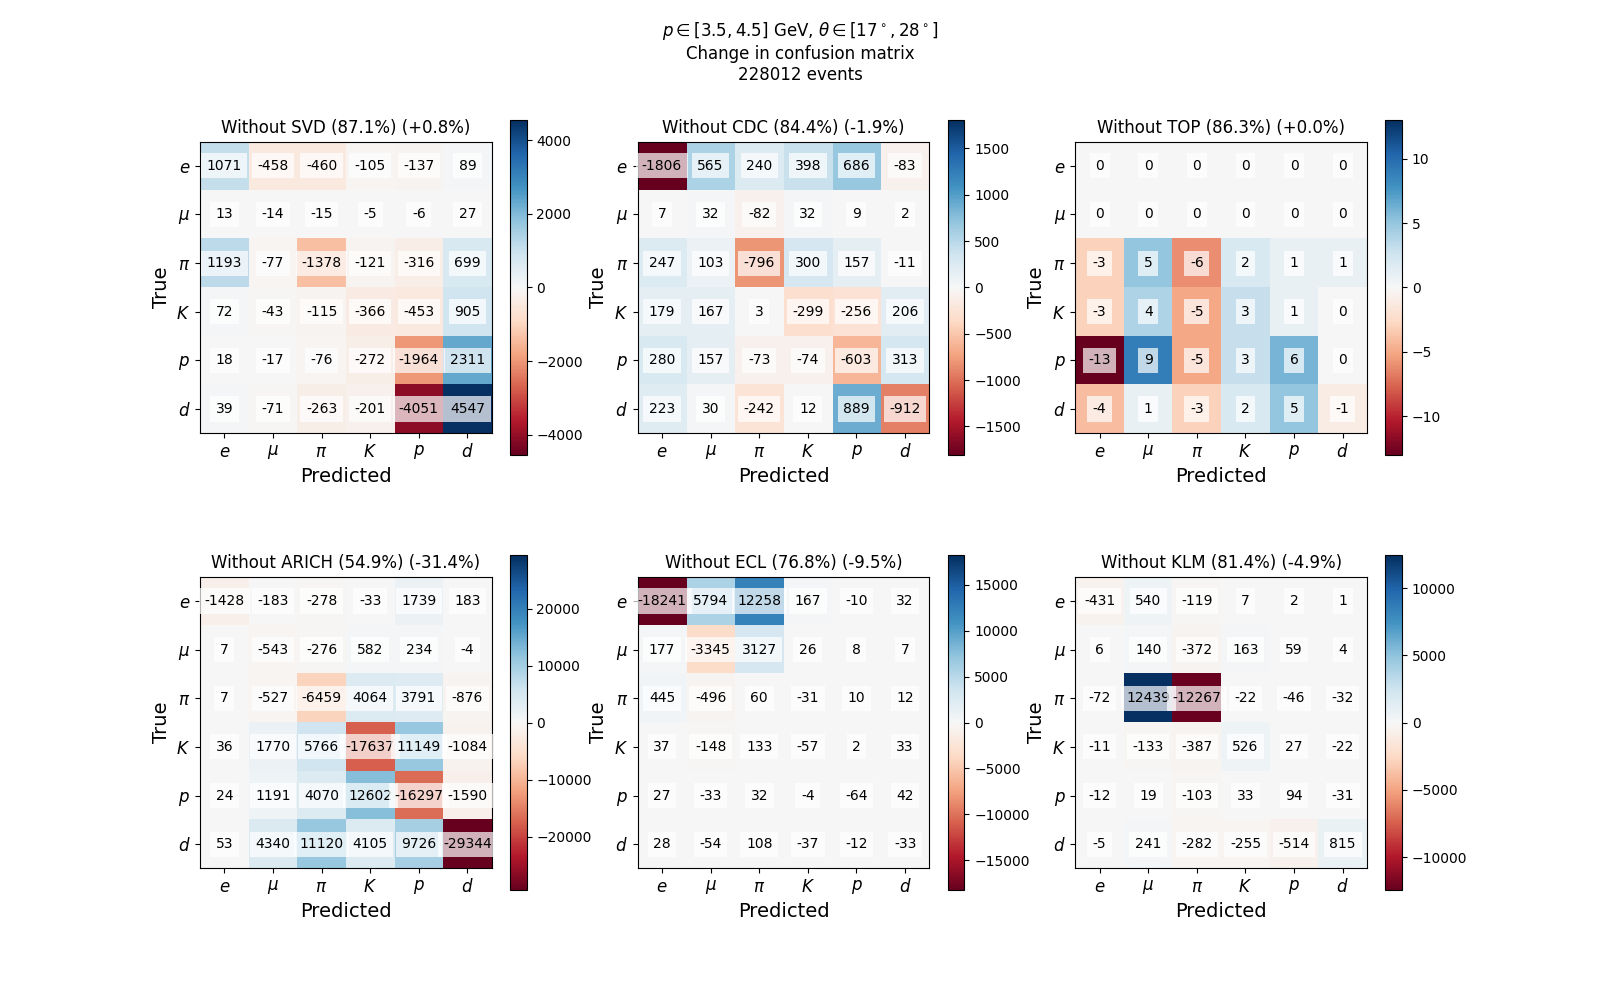 p ∈ [3.5, 4.5] GeV, θ ∈ [17°, 28°]
Change in confusion matrix
228012 events
Without SVD (87.1%) (+0.8%)
True
e 1071 -458 -460 -105 -137 89
μ 13 -14 -15 -5 -6 27
π 1193 -77 -1378 -121 -316 699
K 72 -43 -115 -366 -453 905
p 18 -17 -76 -272 -1964 2311
d 39 -71 -263 -201 -4051 4547
e μ π K p d
Predicted
4000
2000
0
−2000
−4000
Without CDC (84.4%) (-1.9%)
True
e -1806 565 240 398 686 -83
μ 7 32 -82 32 9 2
π 247 103 -796 300 157 -11
K 179 167 3 -299 -256 206
p 280 157 -73 -74 -603 313
d 223 30 -242 12 889 -912
e μ π K p d
Predicted
1500
1000
500
0
−500
−1000
−1500
Without TOP (86.3%) (+0.0%)
True
e 0 0 0 0 0 0
μ 0 0 0 0 0 0
π -3 5 -6 2 1 1
K -3 4 -5 3 1 0
p -13 9 -5 3 6 0
d -4 1 -3 2 5 -1
e μ π K p d
Predicted
10
5
0
−5
−10
Without ARICH (54.9%) (-31.4%)
True
e -1428 -183 -278 -33 1739 183
μ 7 -543 -276 582 234 -4
π 7 -527 -6459 4064 3791 -876
K 36 1770 5766 -17637 11149 -1084
p 24 1191 4070 12602 -16297 -1590
d 53 4340 11120 4105 9726 -29344
e μ π K p d
Predicted
20000
10000
0
−10000
−20000
Without ECL (76.8%) (-9.5%)
True
e -18241 5794 12258 167 -10 32
μ 177 -3345 3127 26 8 7
π 445 -496 60 -31 10 12
K 37 -148 133 -57 2 33
p 27 -33 32 -4 -64 42
d 28 -54 108 -37 -12 -33
e μ π K p d
Predicted
15000
10000
5000
0
−5000
−10000
−15000
Without KLM (81.4%) (-4.9%)
True
e -431 540 -119 7 2 1
μ 6 140 -372 163 59 4
π -72 12439 -12267 -22 -46 -32
K -11 -133 -387 526 27 -22
p -12 19 -103 33 94 -31
d -5 241 -282 -255 -514 815
e μ π K p d
Predicted
10000
5000
0
−5000
−10000